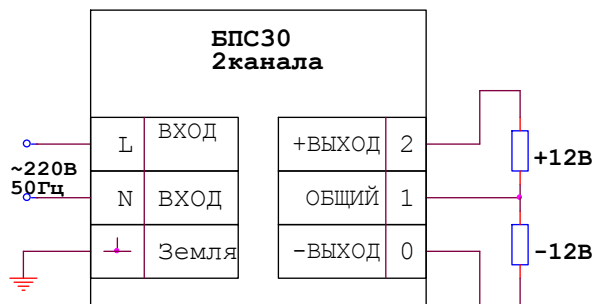 БПС30
2канала
L ВХОД
N ВХОД
Земля
~220В
50Гц
+ВЫХОД 2
ОБЩИЙ 1
-ВЫХОД 0
+12В
-12В